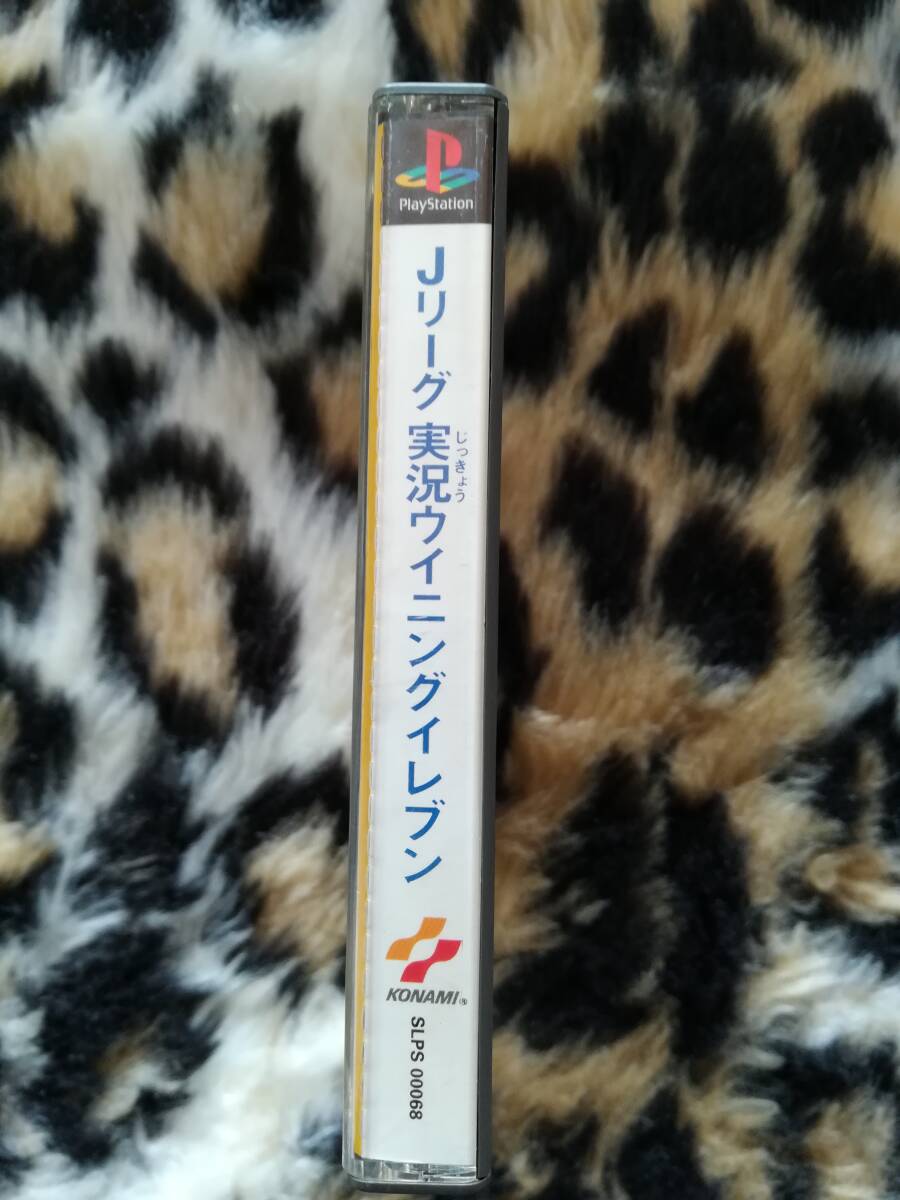 PlayStation
Jリーグ 実況ウイニングイレブン
じっきょう
KONAMI®
SLPS 00068